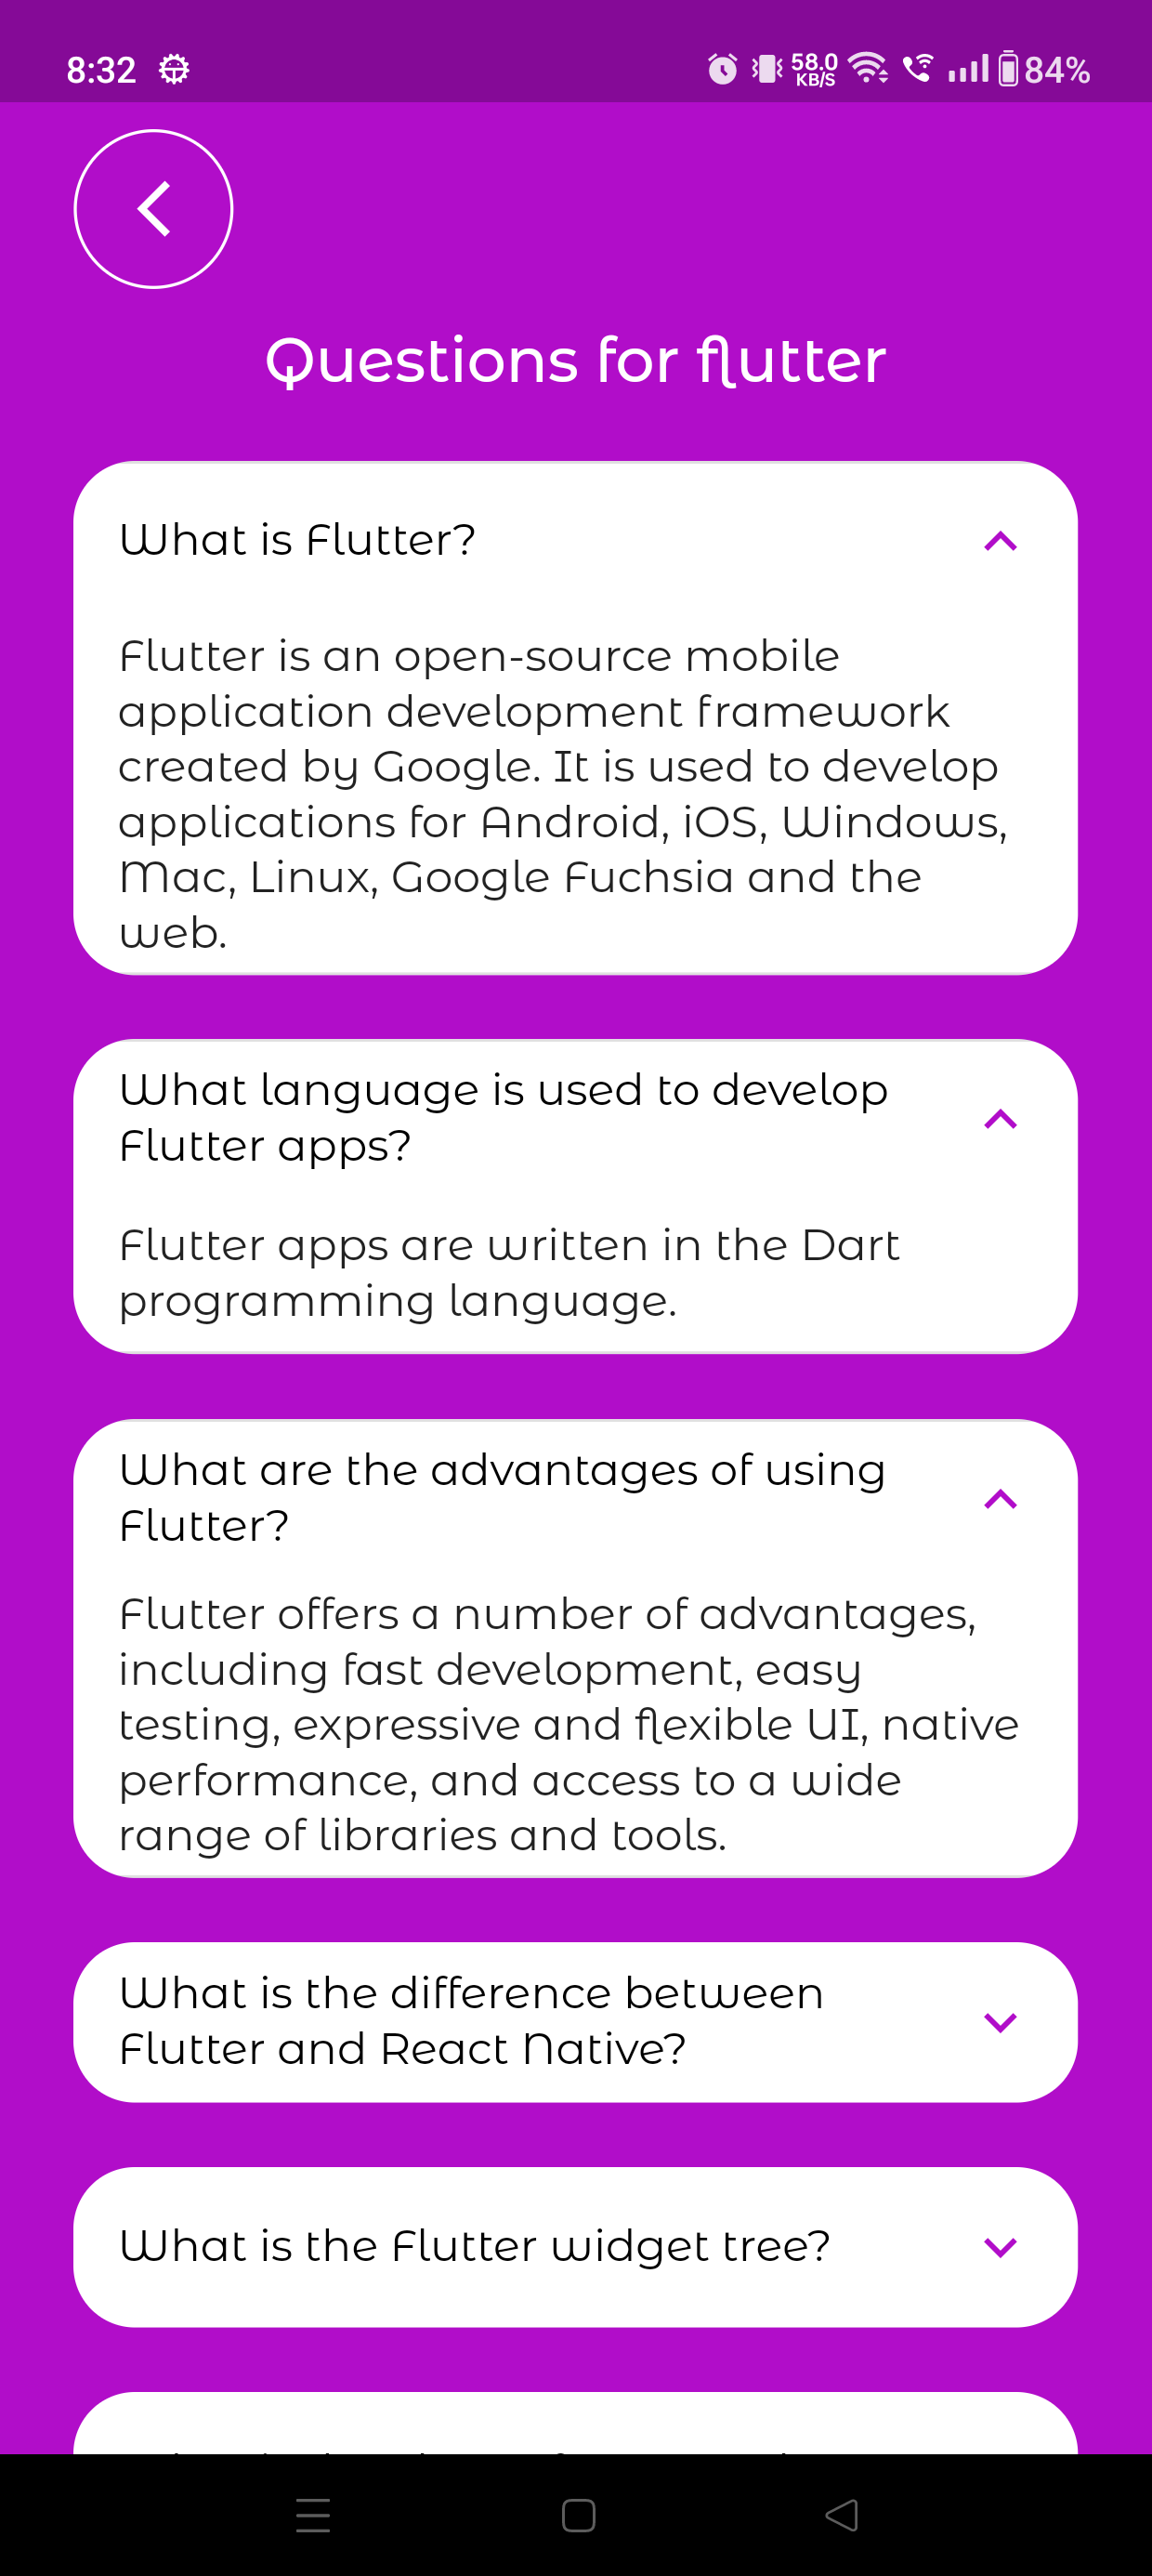 8:32
58.0
KB/S
84%
Questions for flutter
What is Flutter?
Flutter is an open-source mobile
application development framework
created by Google. It is used to develop
applications for Android, iOS, Windows,
Mac, Linux, Google Fuchsia and the
web.
What language is used to develop
Flutter apps?
Flutter apps are written in the Dart
programming language.
What are the advantages of using
Flutter?
Flutter offers a number of advantages,
including fast development, easy
testing, expressive and flexible UI, native
performance, and access to a wide
range of libraries and tools.
What is the difference between
Flutter and React Native?
What is the Flutter widget tree?